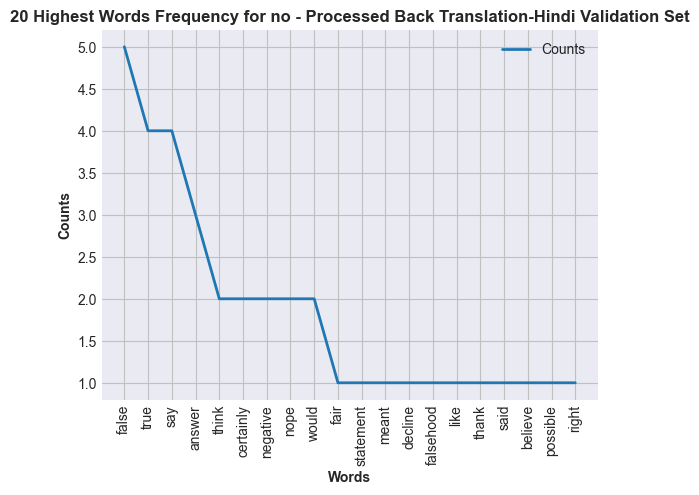 20 Highest Words Frequency for no - Processed Back Translation-Hindi Validation Set
Counts
5.0
4.5
4.0
3.5
3.0
2.5
2.0
1.5
1.0
Counts
false
true
say
answer
think
certainly
negative
nope
would
fair
statement
meant
decline
falsehood
like
thank
said
believe
possible
right
Words